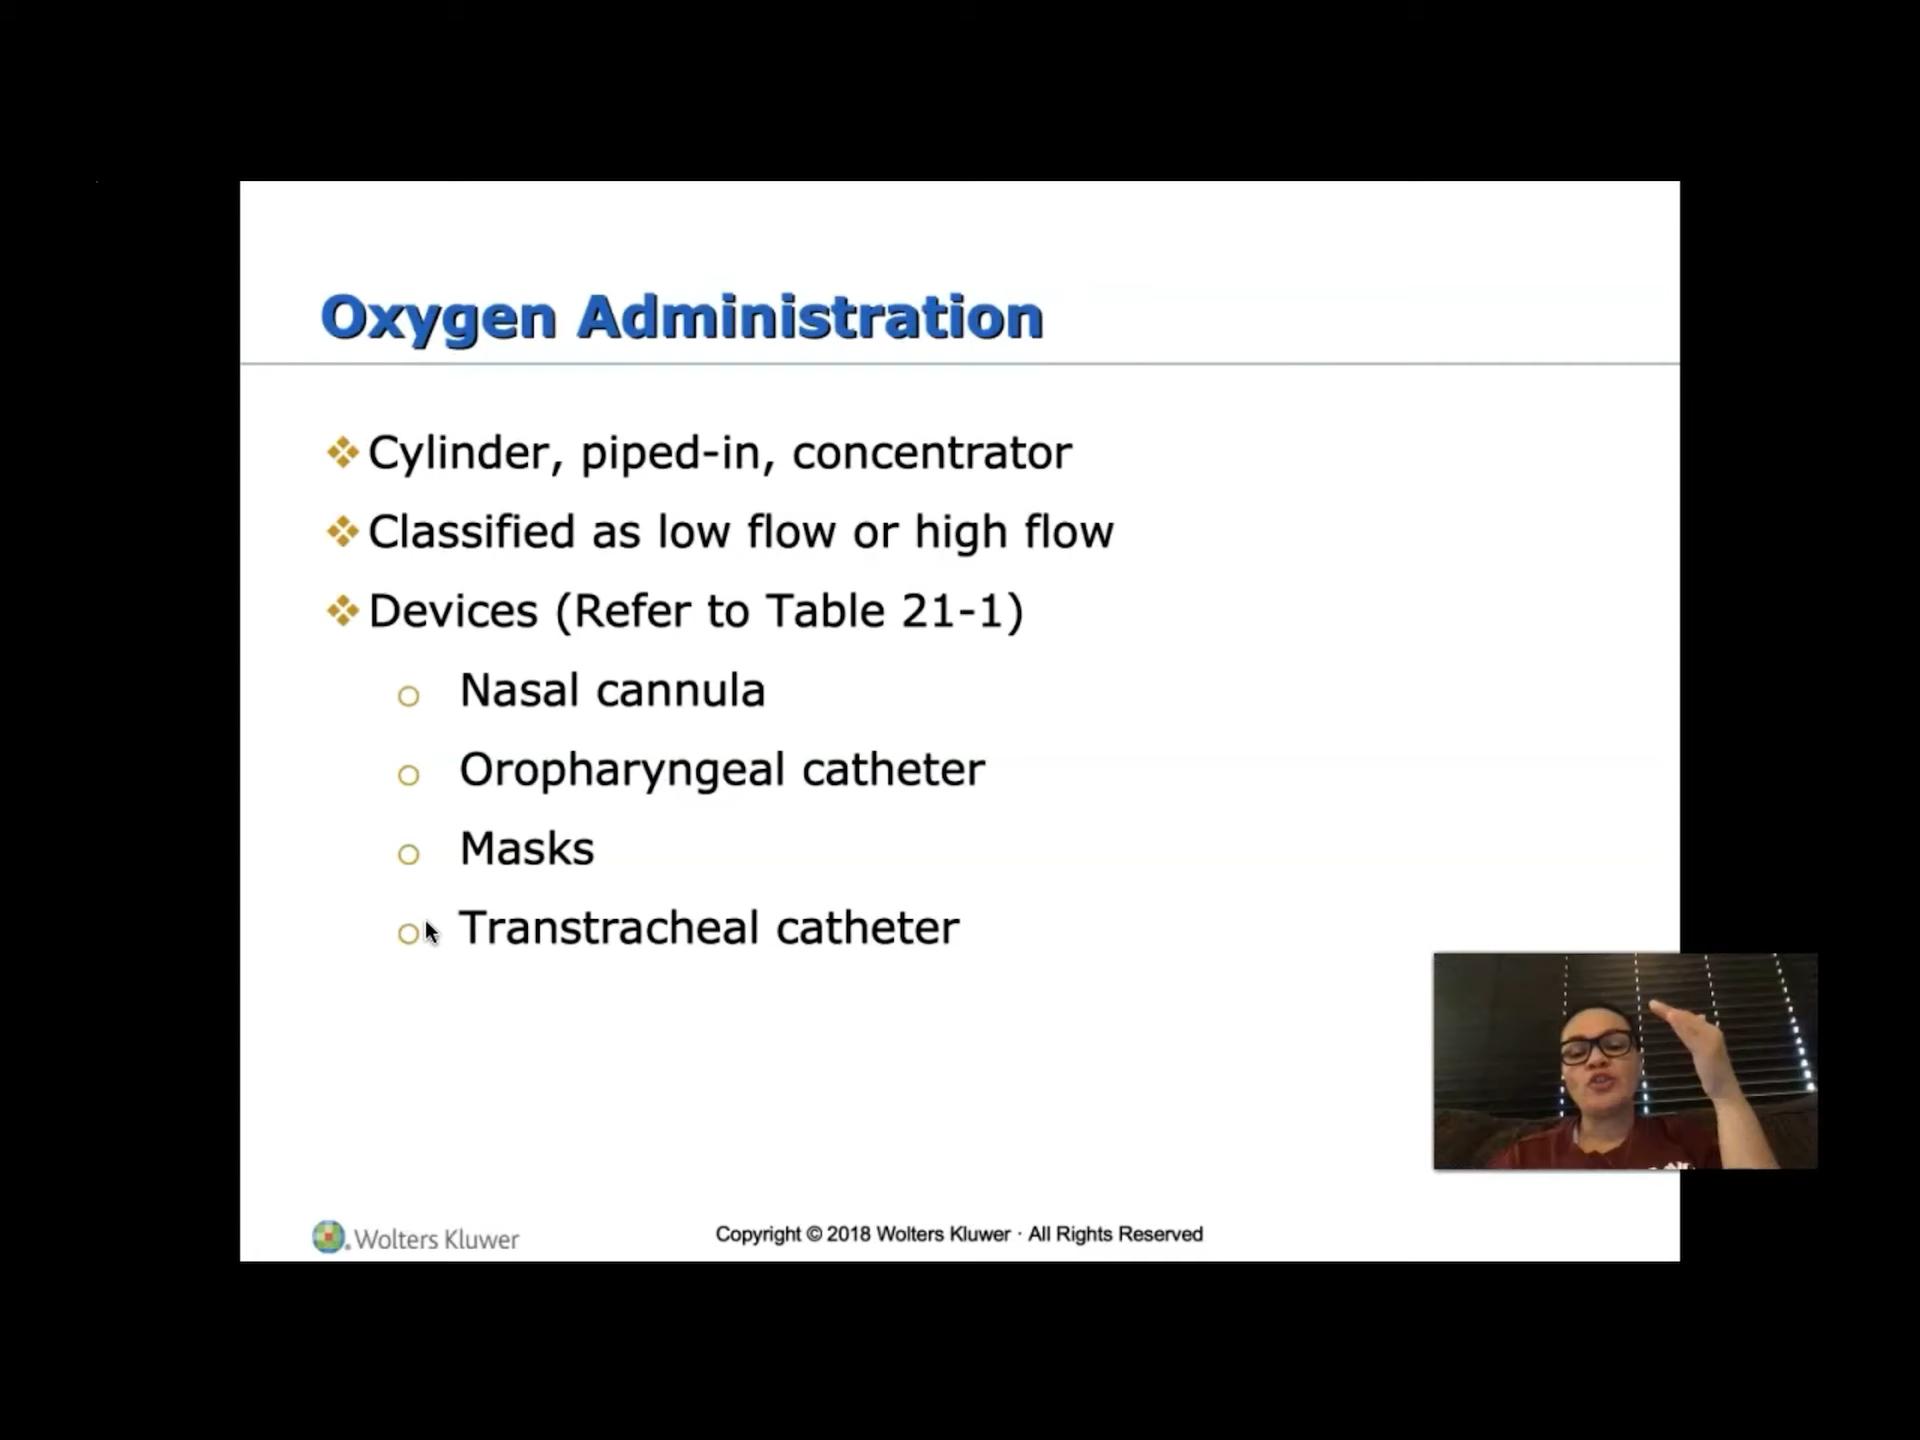 Oxygen Administration
Cylinder, piped-in, concentrator
Classified as low flow or high flow
Devices (Refer to Table 21-1)
Nasal cannula
Oropharyngeal catheter
Masks
Transtracheal catheter
Wolters Kluwer
Copyright © 2018 Wolters Kluwer · All Rights Reserved